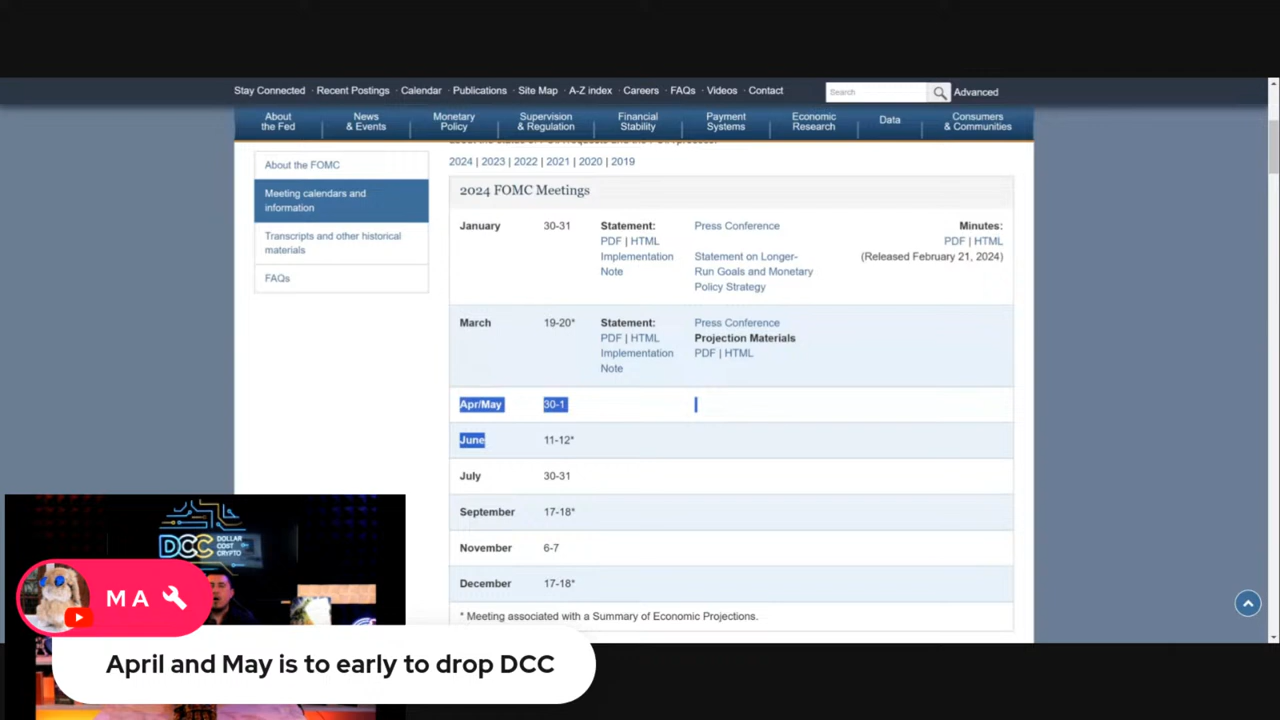 Stay Connected · Recent Postings · Calendar · Publications · Site Map · A-Z index · Careers · FAQs · Videos · Contact
Search
Advanced
About the Fed
News & Events
Monetary Policy
Supervision & Regulation
Financial Stability
Payment Systems
Economic Research
Data
Consumers & Communities
2024 | 2023 | 2022 | 2021 | 2020 | 2019
About the FOMC
Meeting calendars and
information
Transcripts and other historical
materials
FAQs
2024 FOMC Meetings
January 30-31 Statement: Press Conference Minutes:
PDF | HTML PDF | HTML
Implementation Statement on Longer- (Released February 21, 2024)
Note Run Goals and Monetary
Policy Strategy
March 19-20* Statement: Press Conference
PDF | HTML Projection Materials
Implementation PDF | HTML
Note
Apr/May 30-1
June 11-12*
July 30-31
September 17-18*
November 6-7
December 17-18*
* Meeting associated with a Summary of Economic Projections.
DCC DOLLAR
COST
CRYPTO
M A
April and May is to early to drop DCC